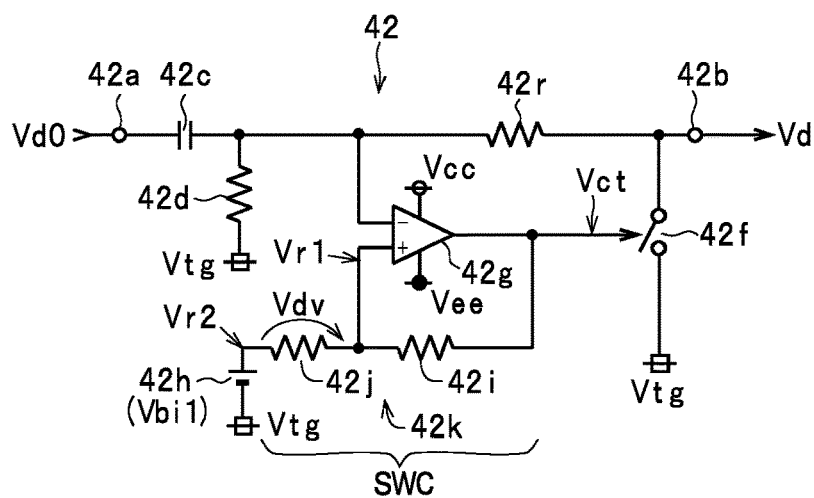 42
42a 42c 42r 42b
Vd0 Vd
Vcc
42d − Vct
+
Vtg Vr1 42g 42f
Vee
Vr2 Vdv
42h 42j 42i
(Vbi1) Vtg
Vtg 42k
SWC